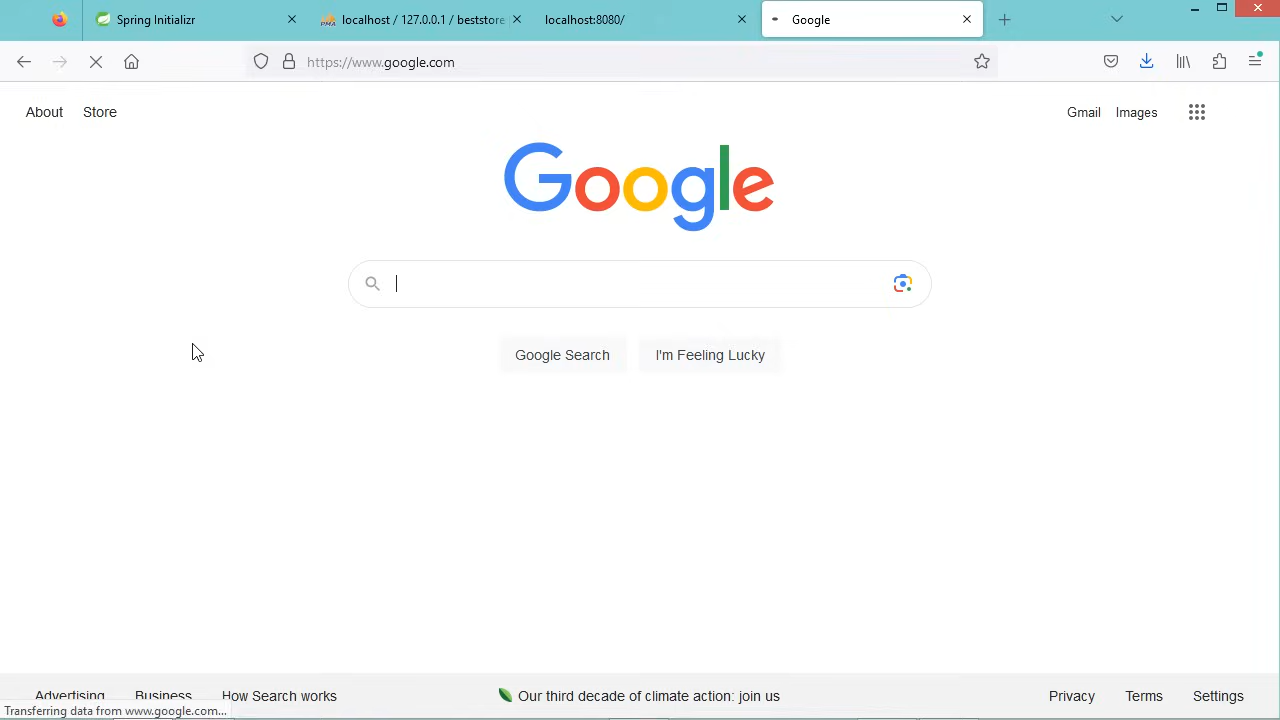 Spring Initializr
PMA localhost / 127.0.0.1 / beststore
localhost:8080/
Google
https://www.google.com
About Store
Gmail Images
Google
Google Search I'm Feeling Lucky
Advertising Business How Search works
Our third decade of climate action: join us
Privacy Terms Settings
Transferring data from www.google.com...